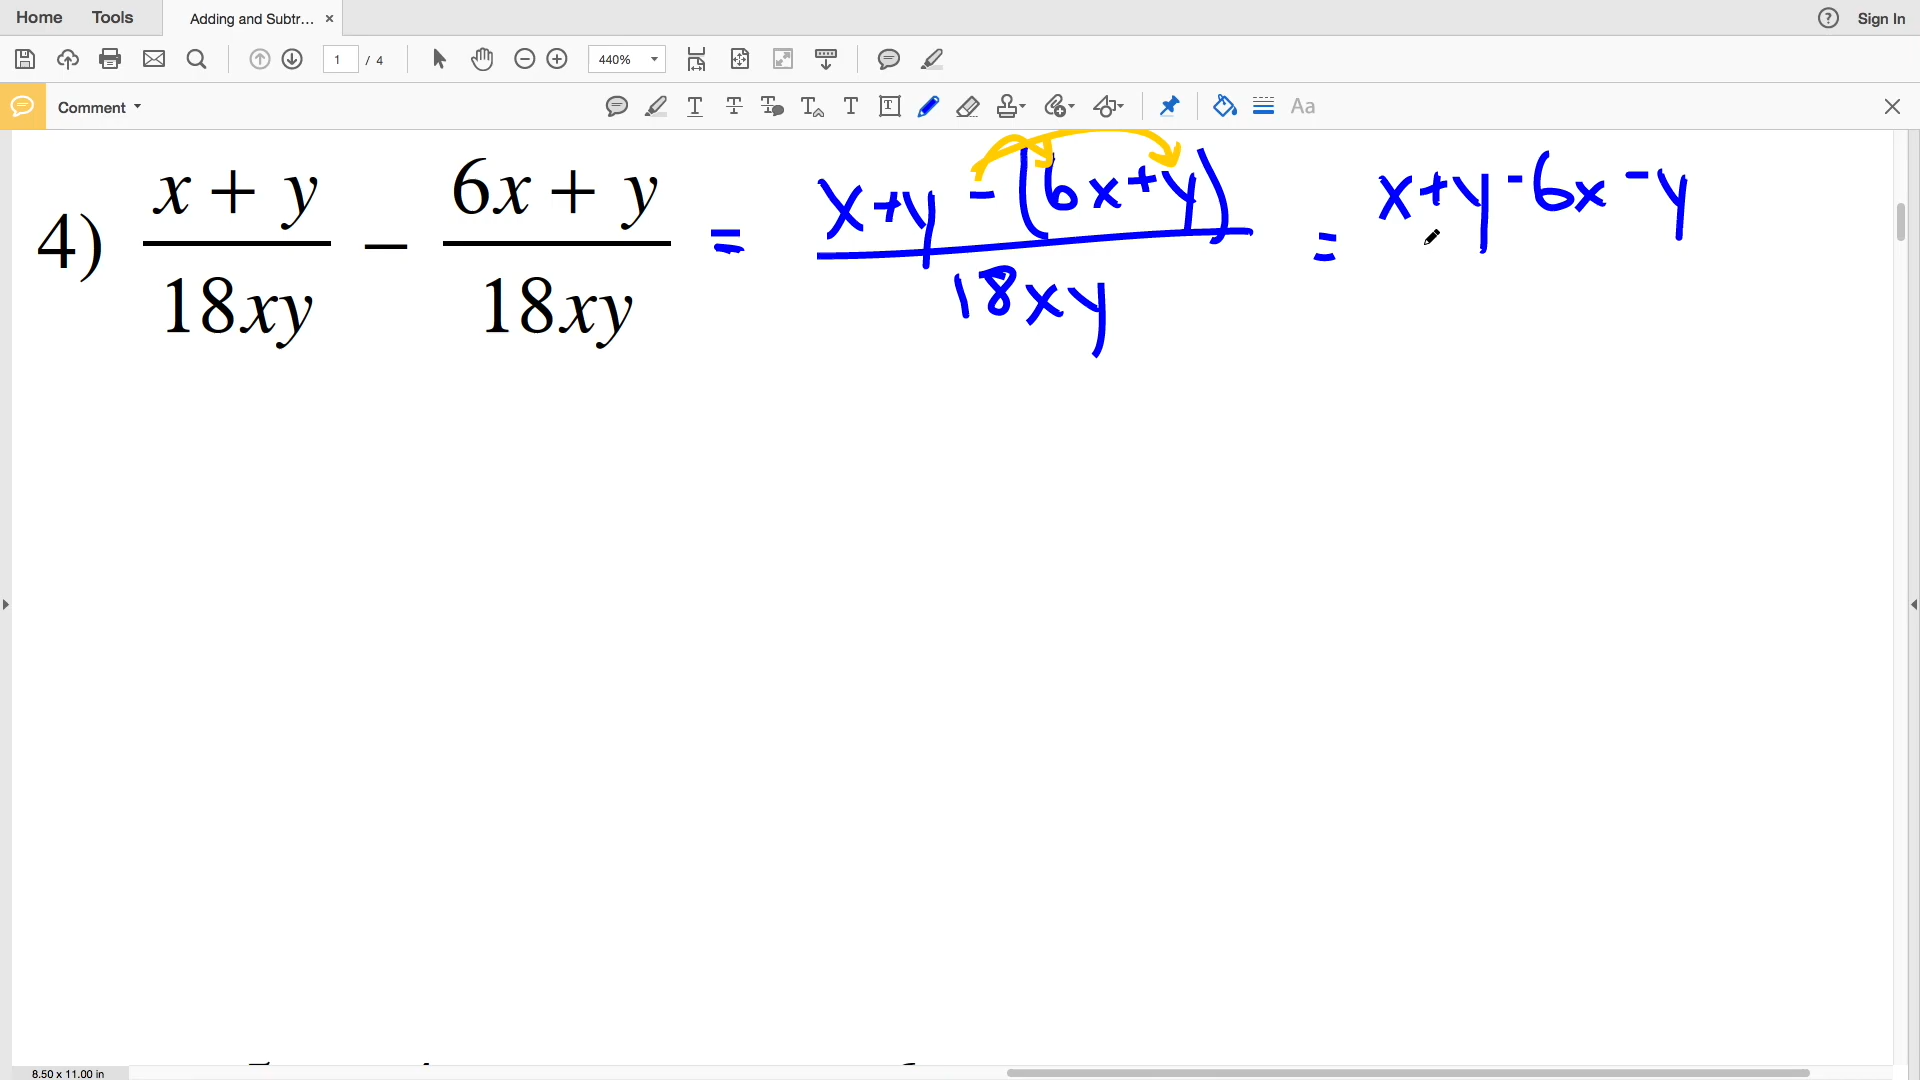 Home Tools Adding and Subtr... × ? Sign In
1 / 4 440%
Comment T T T T T T Aa
4) x + y / 18xy − 6x + y / 18xy = x+y - (6x+y) / 18xy = x+y-6x-y
8.50 x 11.00 in